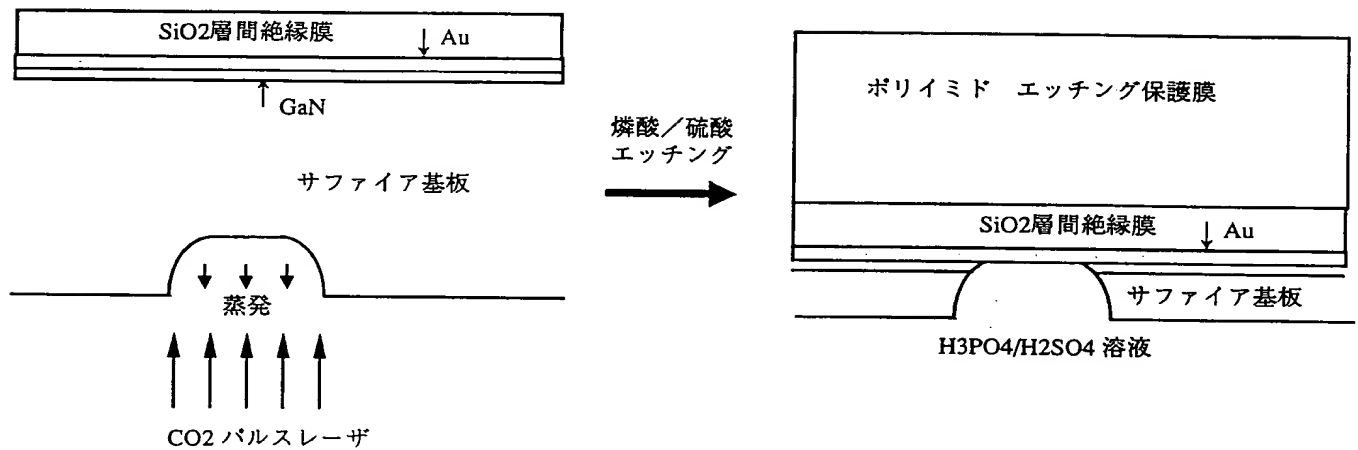 SiO2層間絶縁膜
Au
GaN
サファイア基板
蒸発
CO2 パルスレーザ
燐酸／硫酸
エッチング
ポリイミド　エッチング保護膜
SiO2層間絶縁膜
Au
サファイア基板
H3PO4/H2SO4 溶液